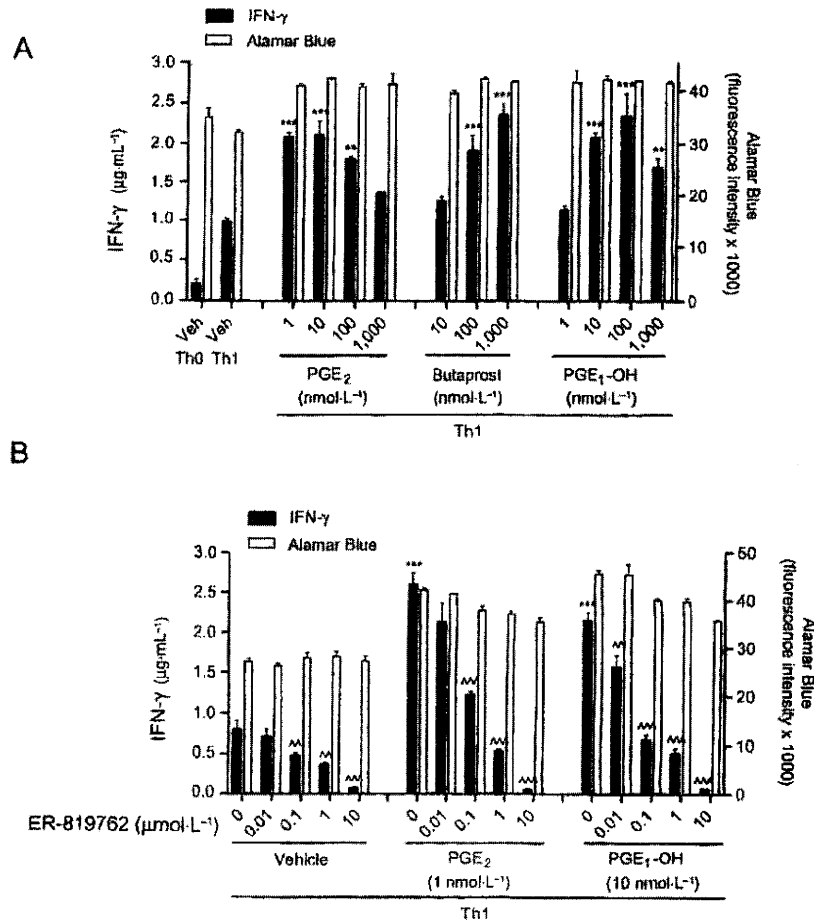 A
IFN-γ
Alamar Blue
IFN-γ (µg·mL⁻¹)
3.0
2.5
2.0
1.5
1.0
0.5
0.0
*** *** ** *** *** *** *** **
40
30
20
10
0
Alamar Blue
(fluorescence intensity x 1000)
Veh Veh 1 10 100 1,000 10 100 1,000 1 10 100 1,000
Th0 Th1
PGE₂ Butaprost PGE₁-OH
(nmol·L⁻¹) (nmol·L⁻¹) (nmol·L⁻¹)
Th1
B
IFN-γ
Alamar Blue
IFN-γ (µg·mL⁻¹)
3.0
2.5
2.0
1.5
1.0
0.5
0.0
^^ ^^ ^^^ *** ^^^ ^^^ ^^^ *** ^^ ^^^ ^^^ ^^^
50
40
30
20
10
0
Alamar Blue
(fluorescence intensity x 1000)
ER-819762 (µmol·L⁻¹) 0 0.01 0.1 1 10 0 0.01 0.1 1 10 0 0.01 0.1 1 10
Vehicle PGE₂ PGE₁-OH
(1 nmol·L⁻¹) (10 nmol·L⁻¹)
Th1